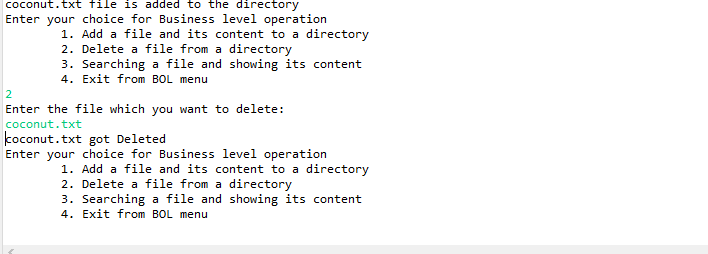 coconut.txt file is added to the directory
Enter your choice for Business level operation
1. Add a file and its content to a directory
2. Delete a file from a directory
3. Searching a file and showing its content
4. Exit from BOL menu
2
Enter the file which you want to delete:
coconut.txt
coconut.txt got Deleted
Enter your choice for Business level operation
1. Add a file and its content to a directory
2. Delete a file from a directory
3. Searching a file and showing its content
4. Exit from BOL menu